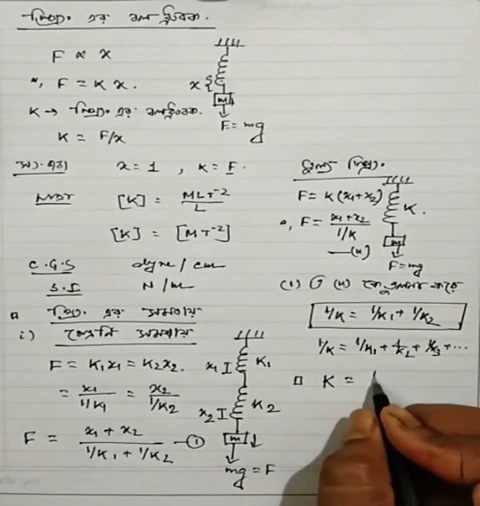 স্প্রিং এর বল ধ্রুবক.
F ∝ x
বা, F = K x.
K → স্প্রিং এর বল ধ্রুবক.
K = F/x
x
m
F = mg
সংজ্ঞা x = 1 , K = F.
মাত্রা [K] = MLT⁻²/L
[K] = [MT⁻²]
C.G.S dyne/cm
S.I N/m
স্প্রিং এর সমবায়
i) শ্রেণি সমবায়
F = K₁x₁ = K₂x₂.
= x₁/(1/K₁) = x₂/(1/K₂)
F = (x₁ + x₂)/(1/K₁ + 1/K₂) — ①
x₁ K₁
x₂ K₂
m
mg = F
তুল্য স্প্রিং.
F = K(x₁+x₂)
বা, F = (x₁+x₂)/(1/K)
—(ii)
K.
m
F = mg
(i) ও (ii) তুলনা করে
1/K = 1/K₁ + 1/K₂
1/K = 1/K₁ + 1/K₂ + 1/K₃ + ...
K =